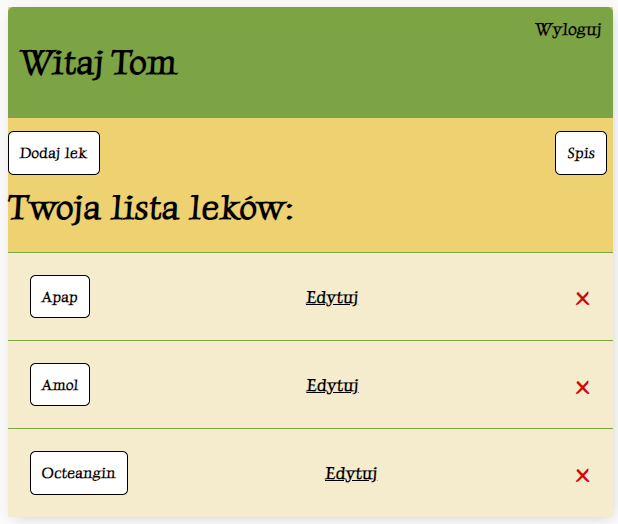 Wyloguj
Witaj Tom
Dodaj lek
Spis
Twoja lista leków:
Apap
Edytuj
×
Amol
Edytuj
×
Octeangin
Edytuj
×